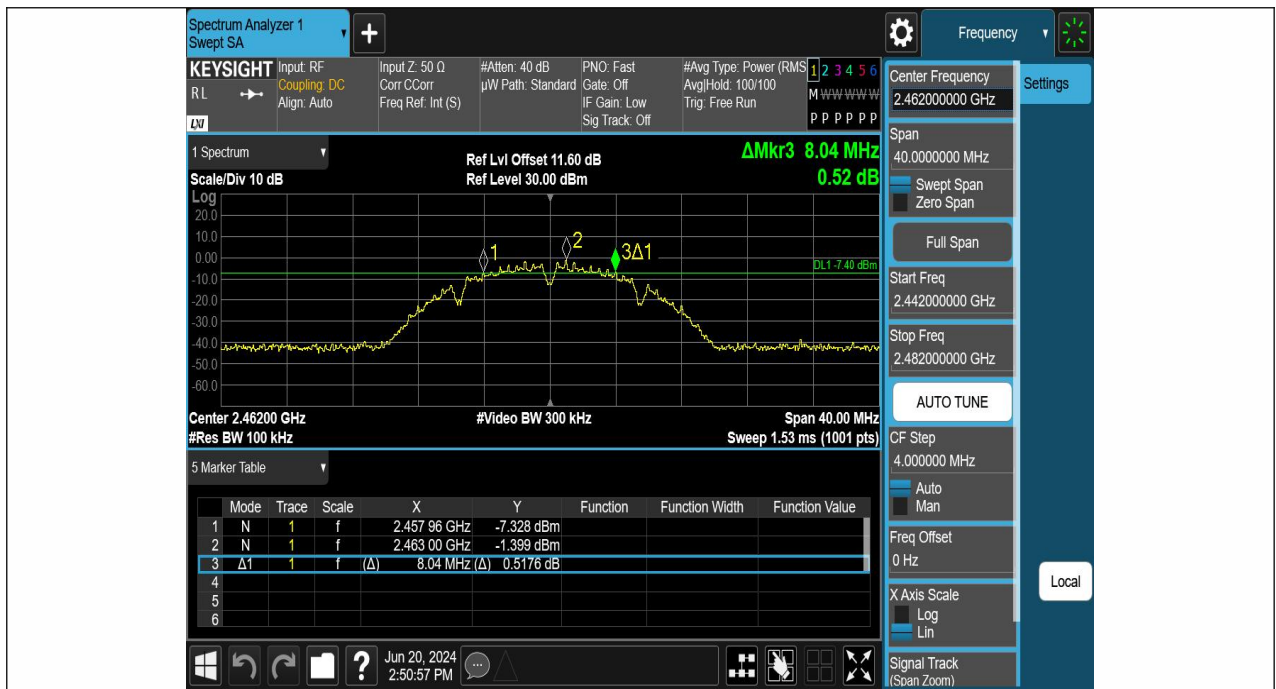 Spectrum Analyzer 1
Swept SA
+
Frequency
KEYSIGHT
RL
LXI
Input: RF
Coupling: DC
Align: Auto
Input Z: 50 Ω
Corr CCorr
Freq Ref: Int (S)
#Atten: 40 dB
µW Path: Standard
PNO: Fast
Gate: Off
IF Gain: Low
Sig Track: Off
#Avg Type: Power (RMS
Avg|Hold: 100/100
Trig: Free Run
1 2 3 4 5 6
M W W W W W
P P P P P P
1 Spectrum
Scale/Div 10 dB
Ref Lvl Offset 11.60 dB
Ref Level 30.00 dBm
ΔMkr3 8.04 MHz
0.52 dB
Log
20.0
10.0
0.00
-10.0
-20.0
-30.0
-40.0
-50.0
-60.0
1
2
3Δ1
DL1 -7.40 dBm
Center 2.46200 GHz
#Video BW 300 kHz
Span 40.00 MHz
#Res BW 100 kHz
Sweep 1.53 ms (1001 pts)
5 Marker Table
Mode Trace Scale X Y Function Function Width Function Value
1 N 1 f 2.457 96 GHz -7.328 dBm
2 N 1 f 2.463 00 GHz -1.399 dBm
3 Δ1 1 f (Δ) 8.04 MHz (Δ) 0.5176 dB
4
5
6
?
Jun 20, 2024
2:50:57 PM
Center Frequency
2.462000000 GHz
Settings
Span
40.0000000 MHz
Swept Span
Zero Span
Full Span
Start Freq
2.442000000 GHz
Stop Freq
2.482000000 GHz
AUTO TUNE
CF Step
4.000000 MHz
Auto
Man
Freq Offset
0 Hz
X Axis Scale
Log
Lin
Signal Track
(Span Zoom)
Local